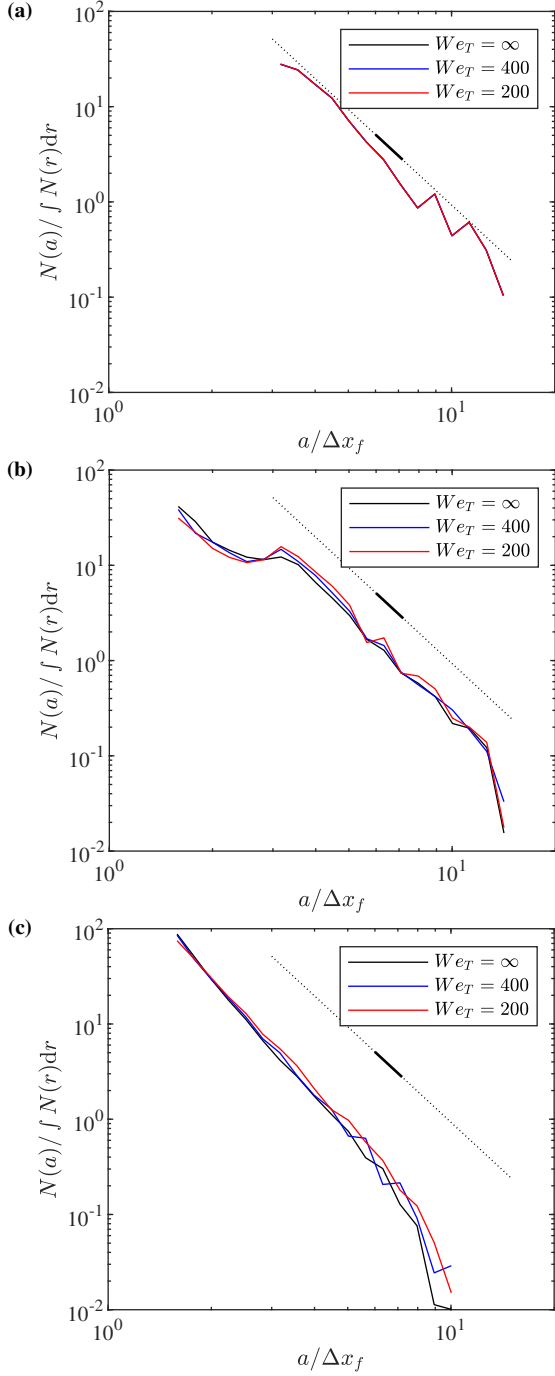 (a)
10^2
10^1
10^0
10^-1
10^-2
N(a)/ ∫ N(r)dr
We_T = ∞
We_T = 400
We_T = 200
10^0 10^1
a/Δx_f
(b)
10^2
10^1
10^0
10^-1
10^-2
N(a)/ ∫ N(r)dr
We_T = ∞
We_T = 400
We_T = 200
10^0 10^1
a/Δx_f
(c)
10^2
10^1
10^0
10^-1
10^-2
N(a)/ ∫ N(r)dr
We_T = ∞
We_T = 400
We_T = 200
10^0 10^1
a/Δx_f